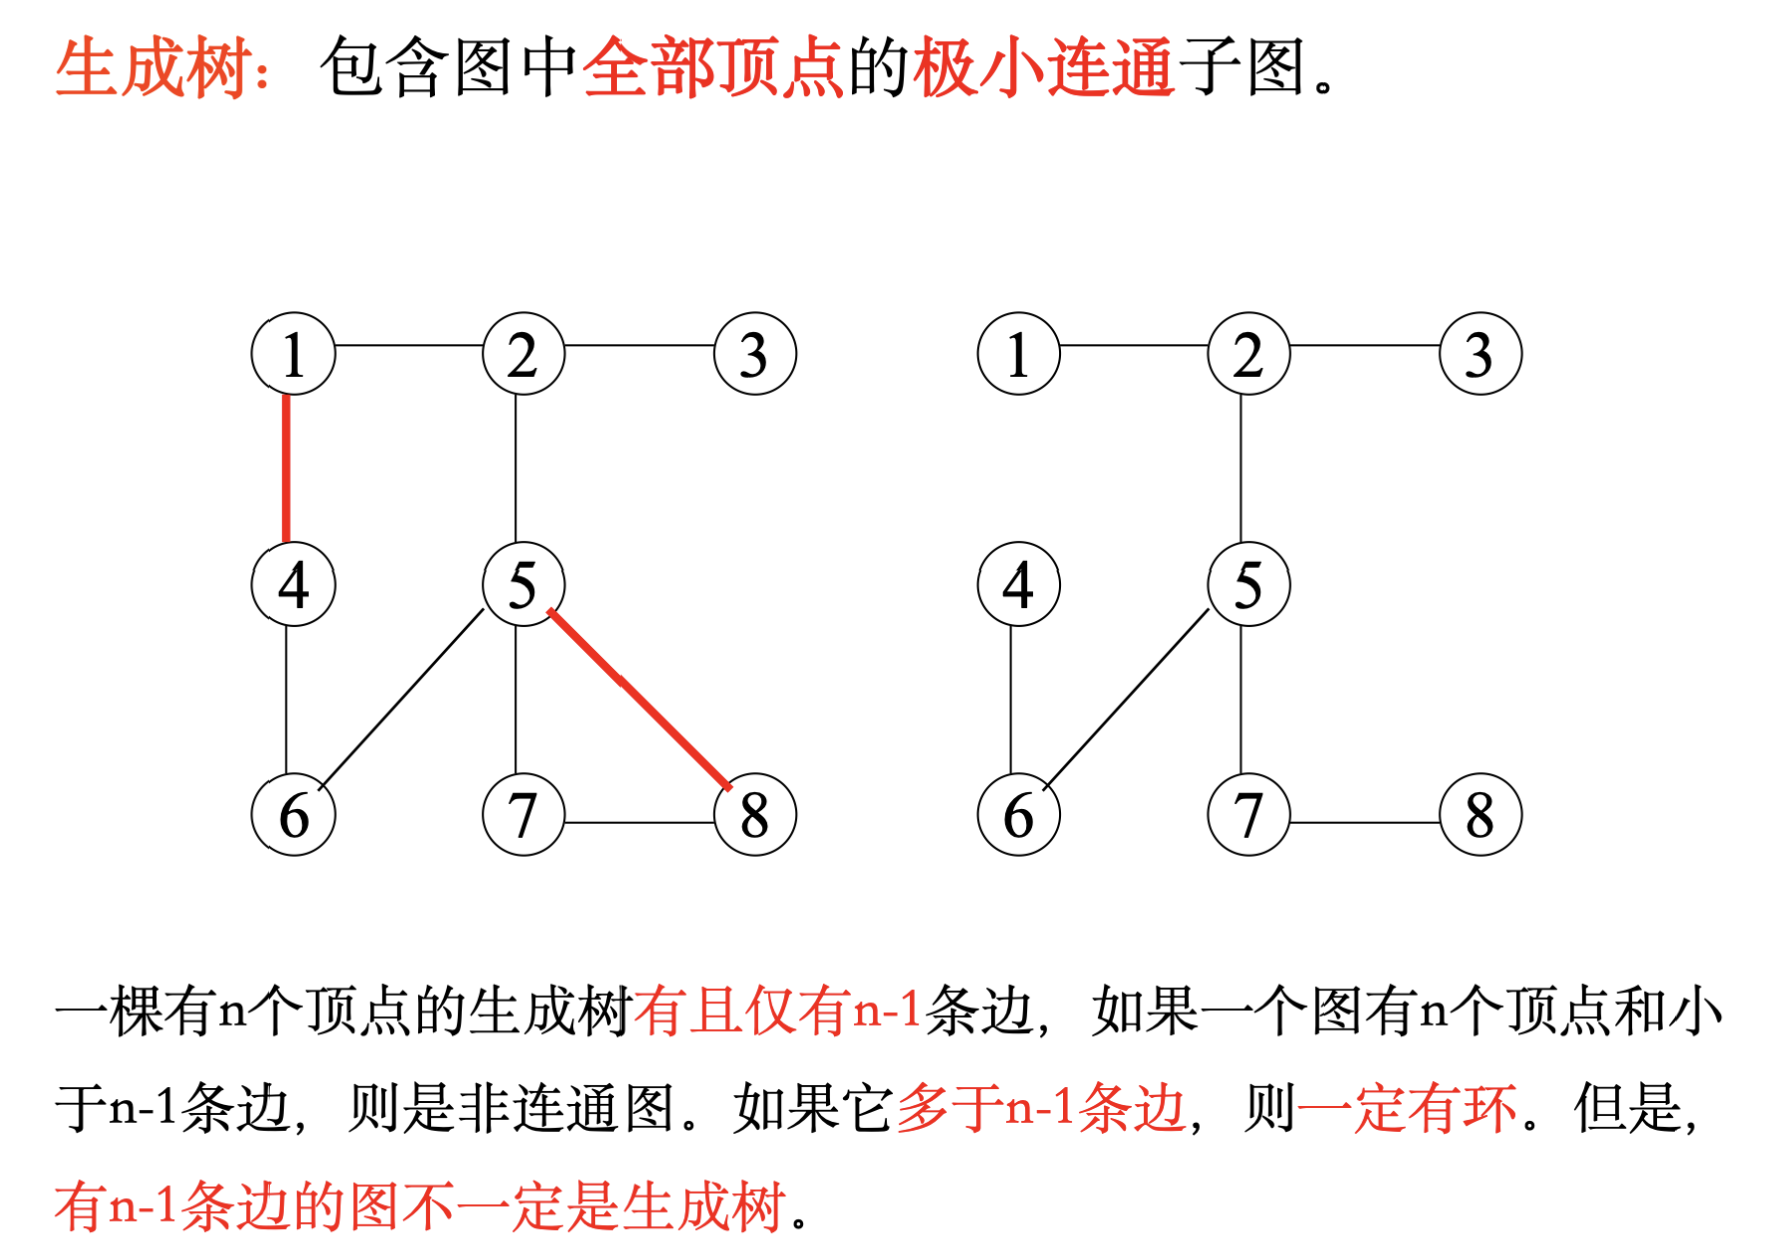 生成树： 包含图中全部顶点的极小连通子图。
1 2 3 1 2 3
4 5 4 5
6 7 8 6 7 8
一棵有n个顶点的生成树有且仅有n-1条边，如果一个图有n个顶点和小
于n-1条边，则是非连通图。如果它多于n-1条边，则一定有环。但是，
有n-1条边的图不一定是生成树。